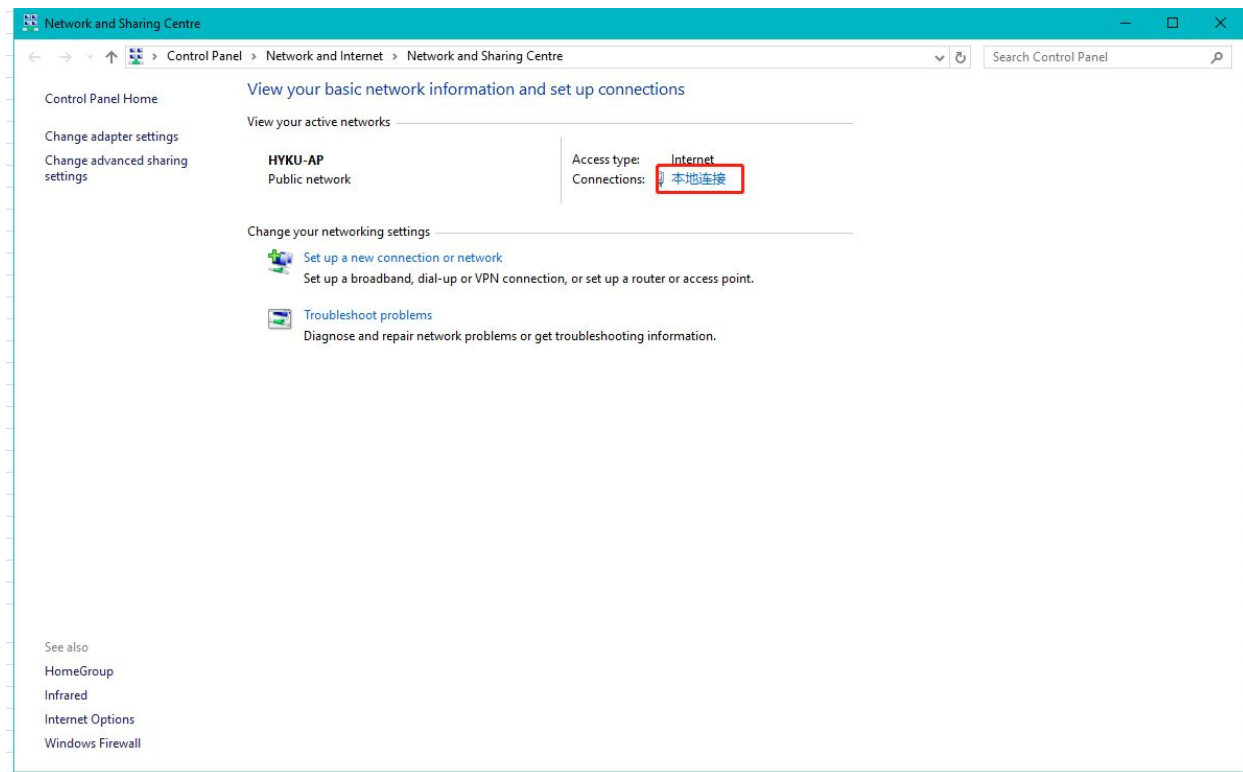 Network and Sharing Centre
Control Panel > Network and Internet > Network and Sharing Centre
Search Control Panel
Control Panel Home
Change adapter settings
Change advanced sharing
settings
View your basic network information and set up connections
View your active networks
HYKU-AP
Public network
Access type: Internet
Connections: 本地连接
Change your networking settings
Set up a new connection or network
Set up a broadband, dial-up or VPN connection, or set up a router or access point.
Troubleshoot problems
Diagnose and repair network problems or get troubleshooting information.
See also
HomeGroup
Infrared
Internet Options
Windows Firewall